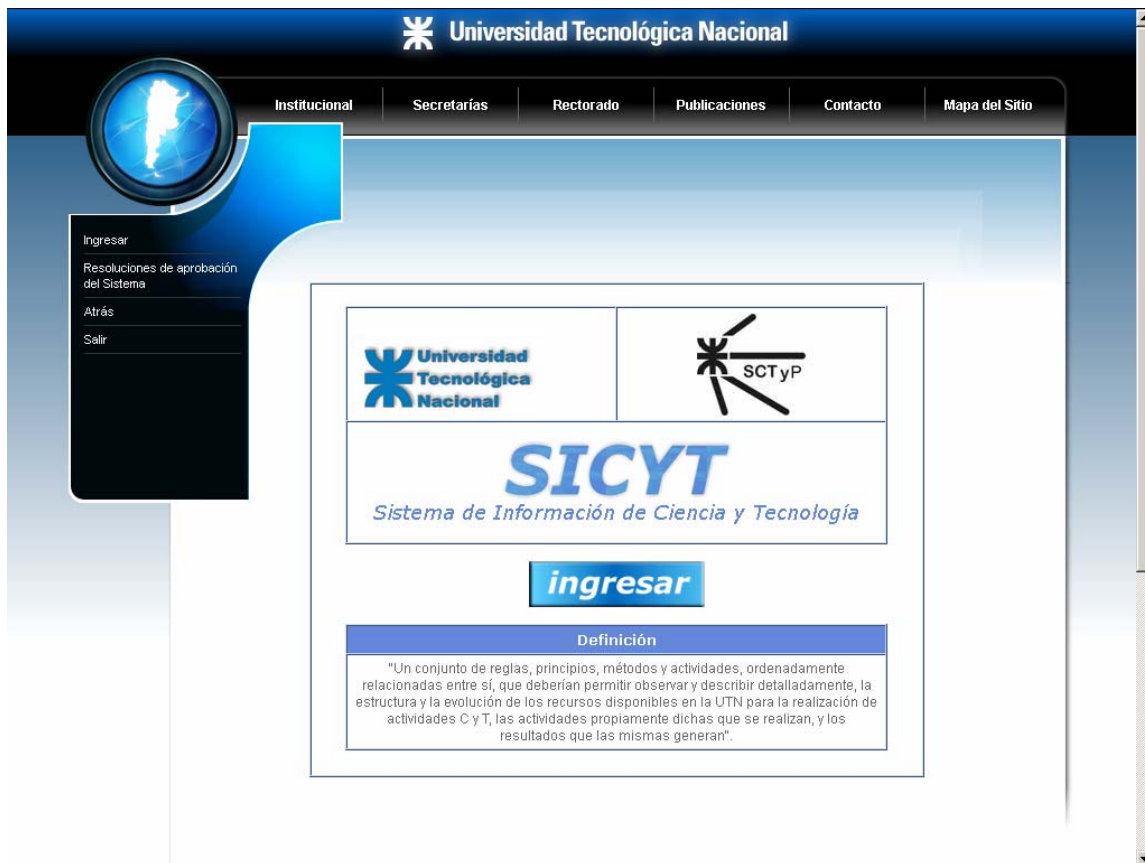 Universidad Tecnológica Nacional
Institucional
Secretarías
Rectorado
Publicaciones
Contacto
Mapa del Sitio
Ingresar
Resoluciones de aprobación
del Sistema
Atrás
Salir
Universidad
Tecnológica
Nacional
SCTyP
SICYT
Sistema de Información de Ciencia y Tecnología
ingresar
Definición
"Un conjunto de reglas, principios, métodos y actividades, ordenadamente
relacionadas entre sí, que deberían permitir observar y describir detalladamente, la
estructura y la evolución de los recursos disponibles en la UTN para la realización de
actividades C y T, las actividades propiamente dichas que se realizan, y los
resultados que las mismas generan".